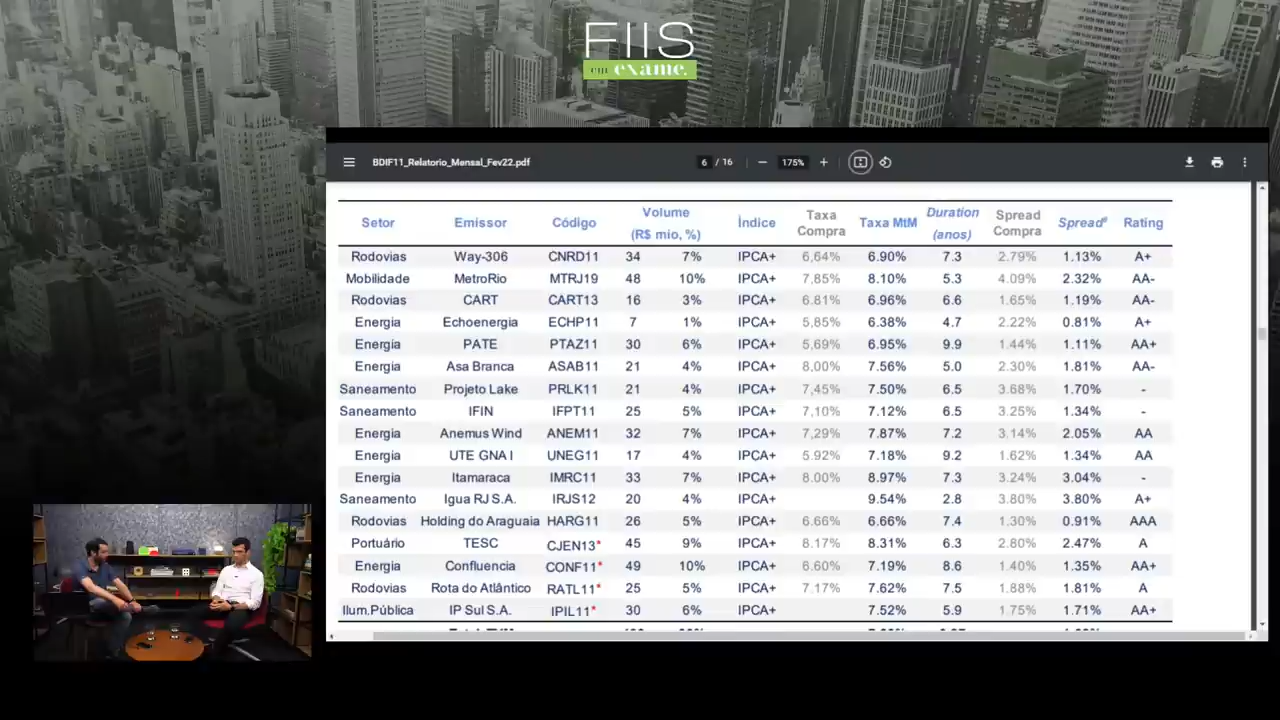 FIIS
em exame.
BDIF11_Relatorio_Mensal_Fev22.pdf 6 / 16 175%
Setor Emissor Código Volume (R$ mio, %) Índice Taxa Compra Taxa MtM Duration (anos) Spread Compra Spread# Rating
Rodovias Way-306 CNRD11 34 7% IPCA+ 6,64% 6.90% 7.3 2.79% 1.13% A+
Mobilidade MetroRio MTRJ19 48 10% IPCA+ 7,85% 8.10% 5.3 4.09% 2.32% AA-
Rodovias CART CART13 16 3% IPCA+ 6.81% 6.96% 6.6 1.65% 1.19% AA-
Energia Echoenergia ECHP11 7 1% IPCA+ 5,85% 6.38% 4.7 2.22% 0.81% A+
Energia PATE PTAZ11 30 6% IPCA+ 5,69% 6.95% 9.9 1.44% 1.11% AA+
Energia Asa Branca ASAB11 21 4% IPCA+ 8,00% 7.56% 5.0 2.30% 1.81% AA-
Saneamento Projeto Lake PRLK11 21 4% IPCA+ 7,45% 7.50% 6.5 3.68% 1.70% -
Saneamento IFIN IFPT11 25 5% IPCA+ 7,10% 7.12% 6.5 3.25% 1.34% -
Energia Anemus Wind ANEM11 32 7% IPCA+ 7,29% 7.87% 7.2 3.14% 2.05% AA
Energia UTE GNA I UNEG11 17 4% IPCA+ 5.92% 7.18% 9.2 1.62% 1.34% AA
Energia Itamaraca IMRC11 33 7% IPCA+ 8.00% 8.97% 7.3 3.24% 3.04% -
Saneamento Igua RJ S.A. IRJS12 20 4% IPCA+ 9.54% 2.8 3.80% 3.80% A+
Rodovias Holding do Araguaia HARG11 26 5% IPCA+ 6.66% 6.66% 7.4 1.30% 0.91% AAA
Portuário TESC CJEN13* 45 9% IPCA+ 8.17% 8.31% 6.3 2.80% 2.47% A
Energia Confluencia CONF11* 49 10% IPCA+ 6.60% 7.19% 8.6 1.40% 1.35% AA+
Rodovias Rota do Atlântico RATL11* 25 5% IPCA+ 7.17% 7.62% 7.5 1.88% 1.81% A
Ilum.Pública IP Sul S.A. IPIL11* 30 6% IPCA+ 7.52% 5.9 1.75% 1.71% AA+